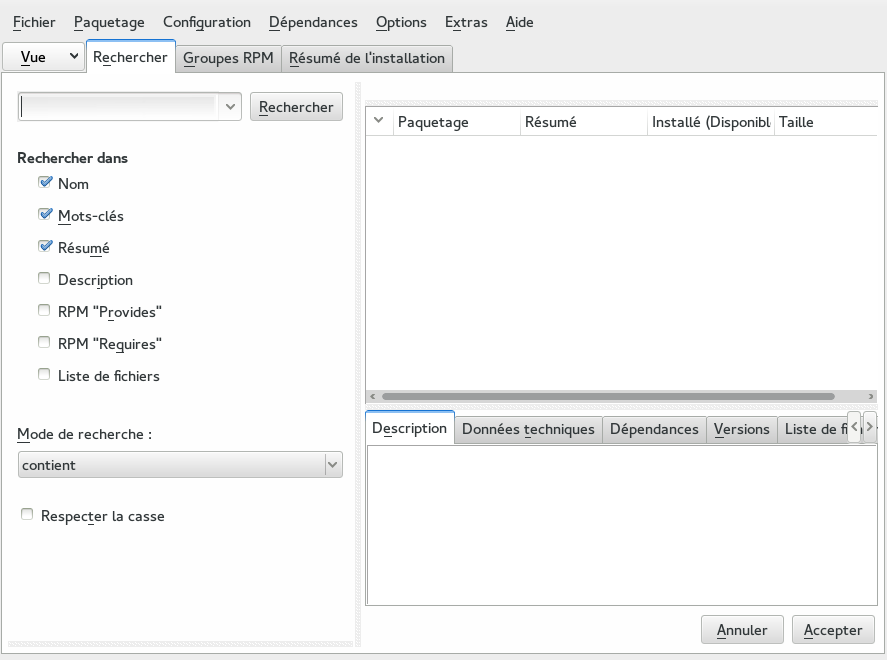 Fichier Paquetage Configuration Dépendances Options Extras Aide
Vue Rechercher Groupes RPM Résumé de l'installation
Rechercher
Paquetage Résumé Installé (Disponibl Taille
Rechercher dans
Nom
Mots-clés
Résumé
Description
RPM "Provides"
RPM "Requires"
Liste de fichiers
Mode de recherche :
contient
Respecter la casse
Description Données techniques Dépendances Versions Liste de
Annuler Accepter